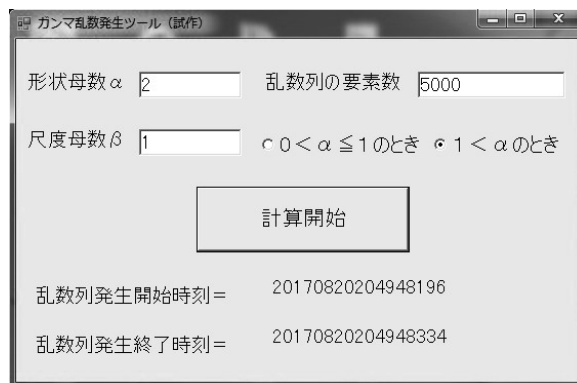 ガンマ乱数発生ツール（試作）
形状母数α 2 乱数列の要素数 5000
尺度母数β 1 0＜α≦1のとき 1＜αのとき
計算開始
乱数列発生開始時刻＝ 20170820204948196
乱数列発生終了時刻＝ 20170820204948334